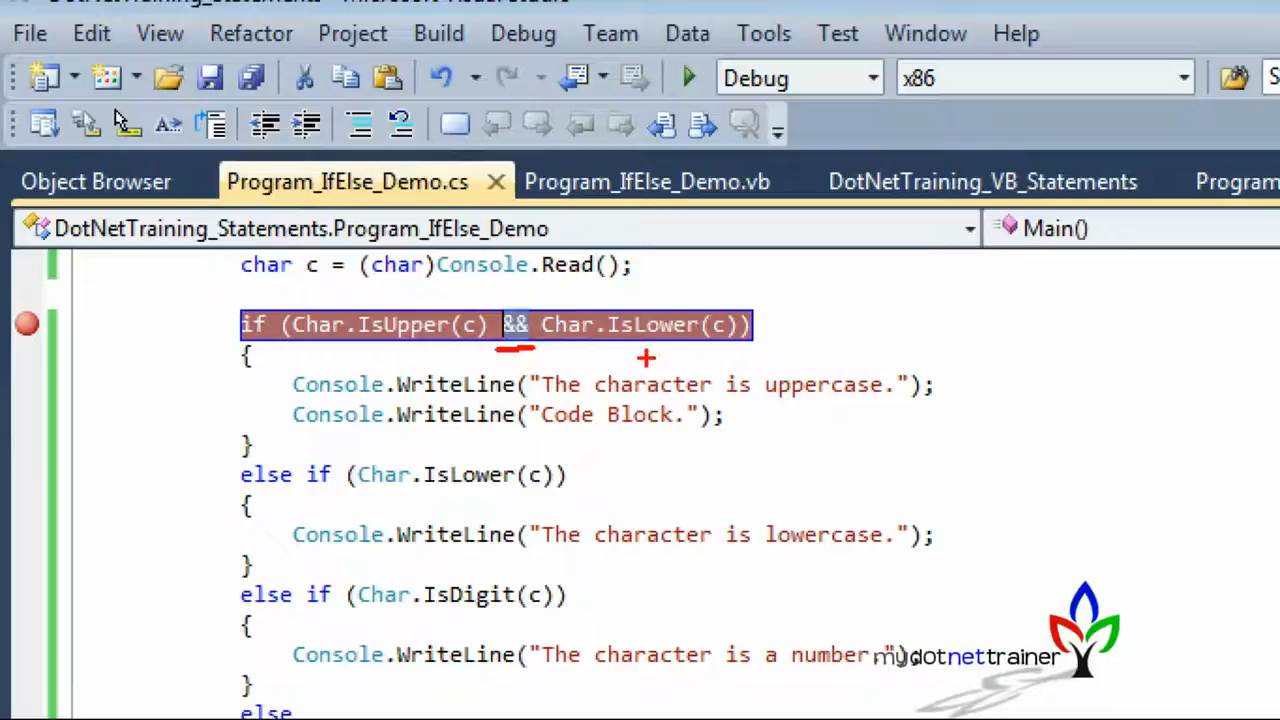 File Edit View Refactor Project Build Debug Team Data Tools Test Window Help
Debug x86
Object Browser Program_IfElse_Demo.cs Program_IfElse_Demo.vb DotNetTraining_VB_Statements
DotNetTraining_Statements.Program_IfElse_Demo Main()
char c = (char)Console.Read();
if (Char.IsUpper(c) && Char.IsLower(c))
{
Console.WriteLine("The character is uppercase.");
Console.WriteLine("Code Block.");
}
else if (Char.IsLower(c))
{
Console.WriteLine("The character is lowercase.");
}
else if (Char.IsDigit(c))
{
Console.WriteLine("The character is a number.");
mydotnettrainer
}
else